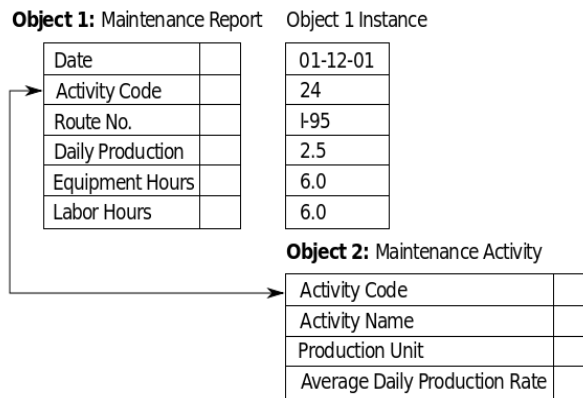 Object 1: Maintenance Report Object 1 Instance
Date 01-12-01
Activity Code 24
Route No. I-95
Daily Production 2.5
Equipment Hours 6.0
Labor Hours 6.0
Object 2: Maintenance Activity
Activity Code
Activity Name
Production Unit
Average Daily Production Rate